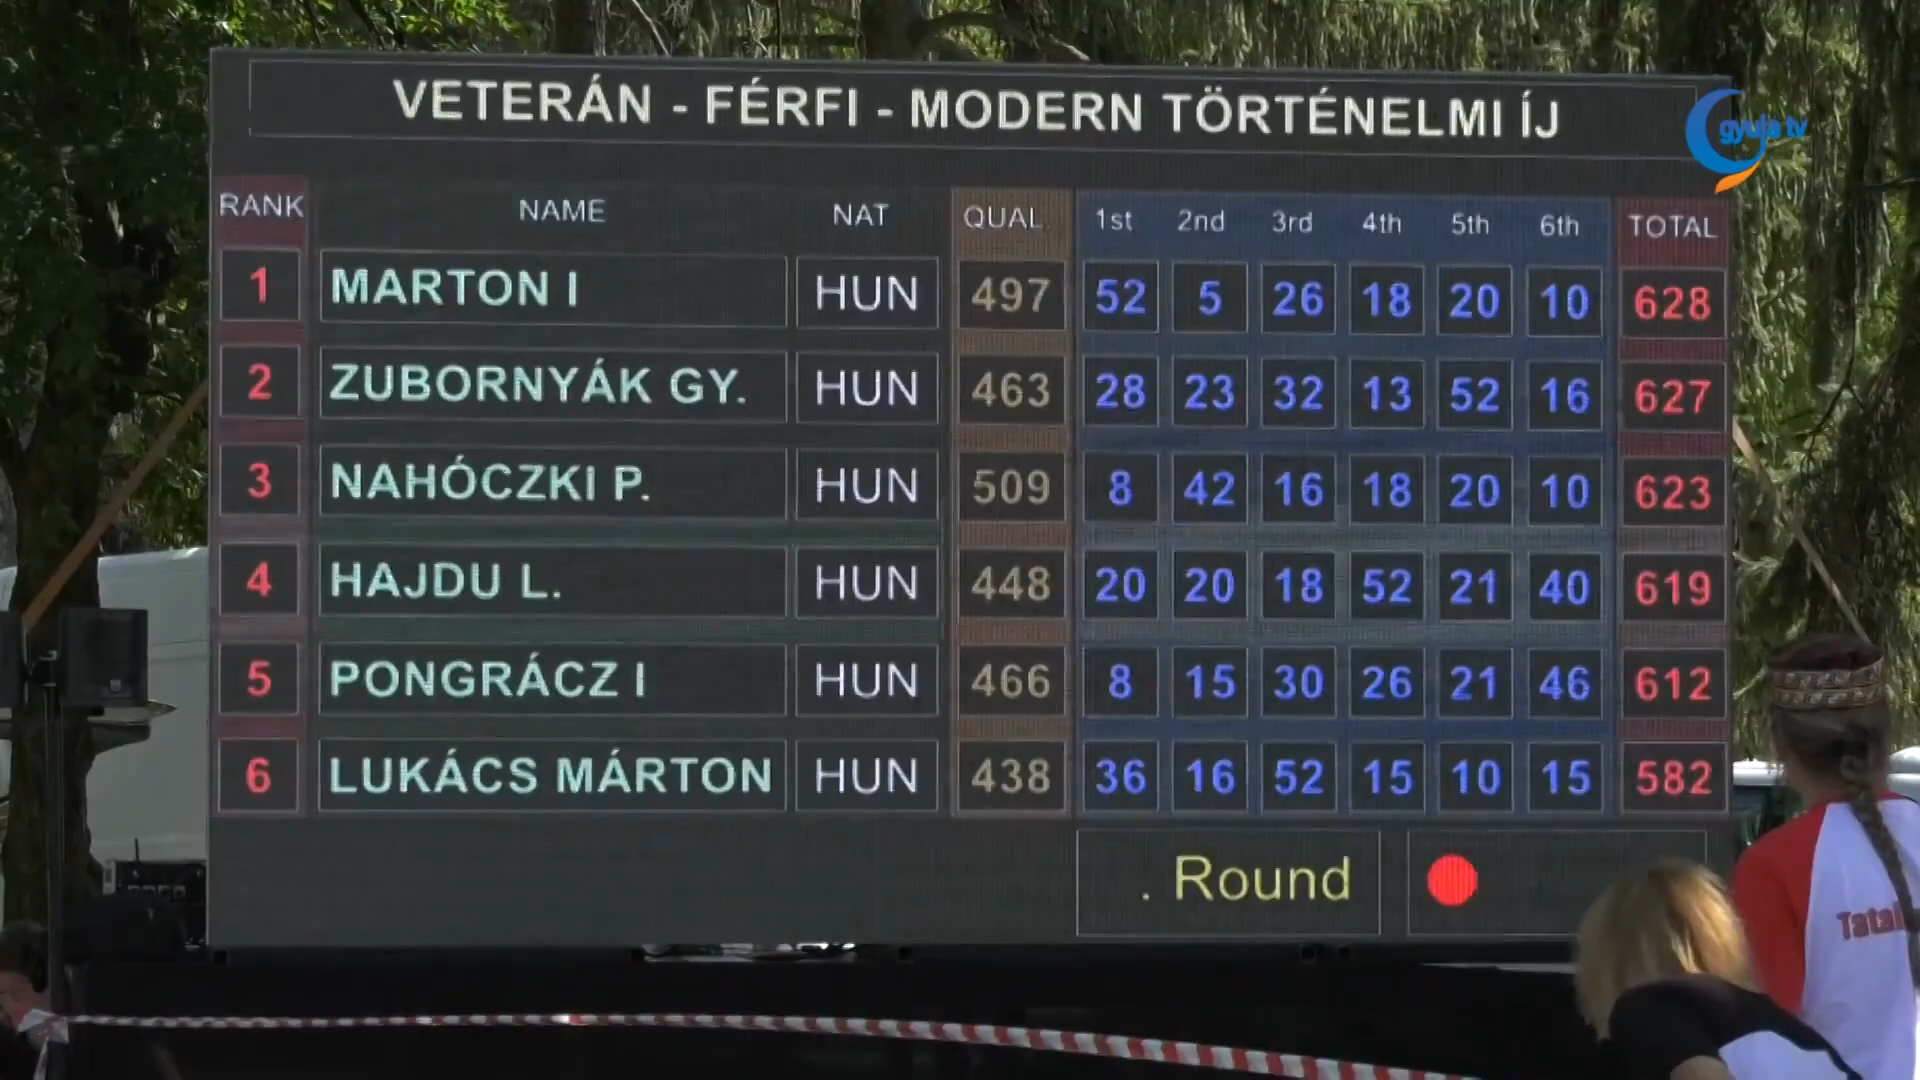 VETERÁN - FÉRFI - MODERN TÖRTÉNELMI ÍJ
gyula tv
RANK NAME NAT QUAL. 1st 2nd 3rd 4th 5th 6th TOTAL
1 MARTON I HUN 497 52 5 26 18 20 10 628
2 ZUBORNYÁK GY. HUN 463 28 23 32 13 52 16 627
3 NAHÓCZKI P. HUN 509 8 42 16 18 20 10 623
4 HAJDU L. HUN 448 20 20 18 52 21 40 619
5 PONGRÁCZ I HUN 466 8 15 30 26 21 46 612
6 LUKÁCS MÁRTON HUN 438 36 16 52 15 10 15 582
. Round